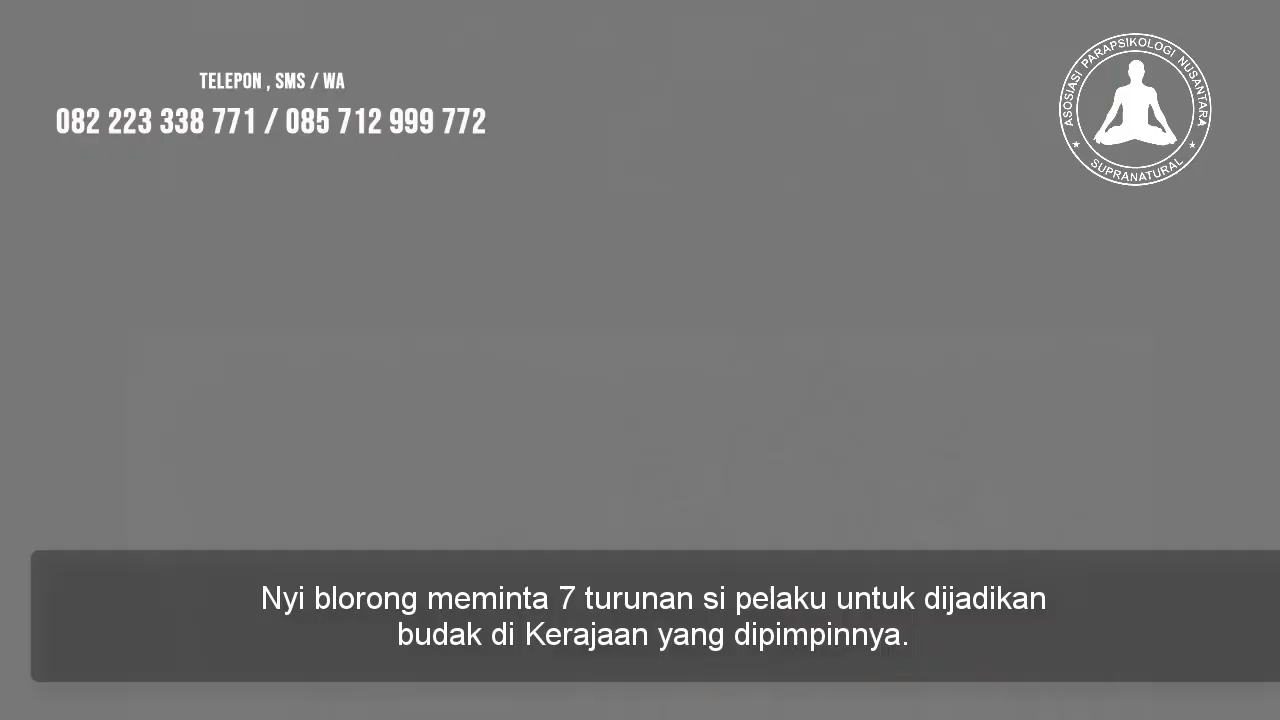 TELEPON , SMS / WA
082 223 338 771 / 085 712 999 772
ASOSIASI PARAPSIKOLOGI NUSANTARA
★ SUPRANATURAL ★
Nyi blorong meminta 7 turunan si pelaku untuk dijadikan
budak di Kerajaan yang dipimpinnya.